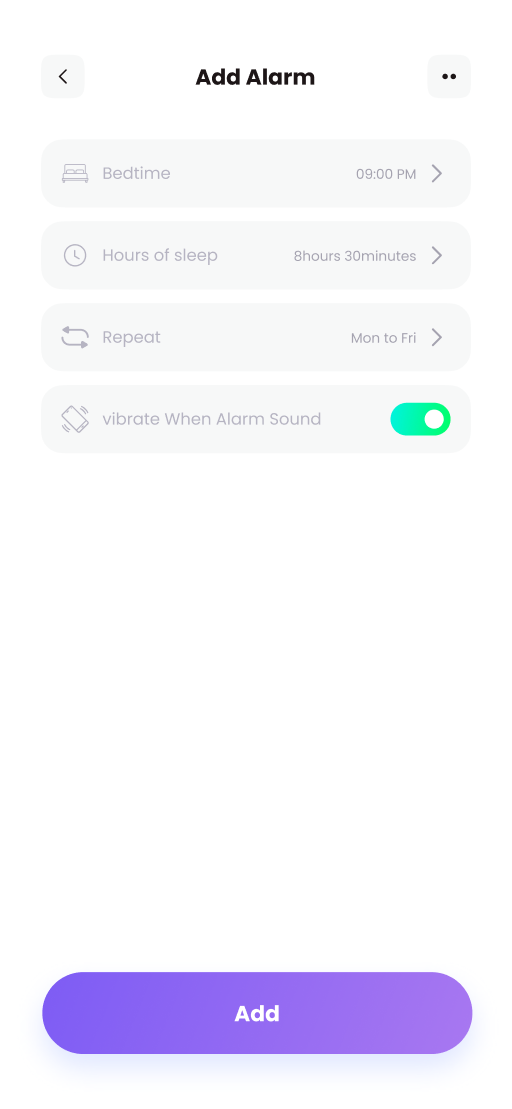 Add Alarm
Bedtime 09:00 PM
Hours of sleep 8hours 30minutes
Repeat Mon to Fri
vibrate When Alarm Sound
Add